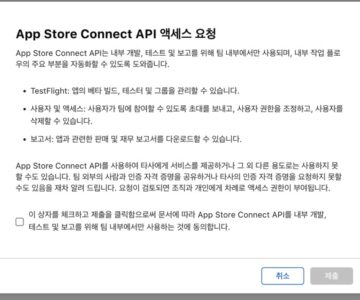 App Store Connect API 액세스 요청
App Store Connect API는 내부 개발, 테스트 및 보고를 위해 팀 내부에서만 사용되며, 내부 작업 플로
우의 주요 부분을 자동화할 수 있도록 도와줍니다.
• TestFlight: 앱의 베타 빌드, 테스터 및 그룹을 관리할 수 있습니다.
• 사용자 및 액세스: 사용자가 팀에 참여할 수 있도록 초대를 보내고, 사용자 권한을 조정하고, 사용자를
삭제할 수 있습니다.
• 보고서: 앱과 관련한 판매 및 재무 보고서를 다운로드할 수 있습니다.
App Store Connect API를 사용하여 타사에게 서비스를 제공하거나 그 외 다른 용도로는 사용하지 못
할 수도 있습니다. 팀 외부의 사람과 인증 자격 증명을 공유하거나 타사의 인증 자격 증명을 요청하지 못할
수도 있음을 재차 알려 드립니다. 요청이 검토되면 조직과 개인에게 차례로 액세스 권한이 부여됩니다.
이 상자를 체크하고 제출을 클릭함으로써 문서에 따라 App Store Connect API를 내부 개발,
테스트 및 보고를 위해 팀 내부에서만 사용하는 것에 동의합니다.
취소
제출